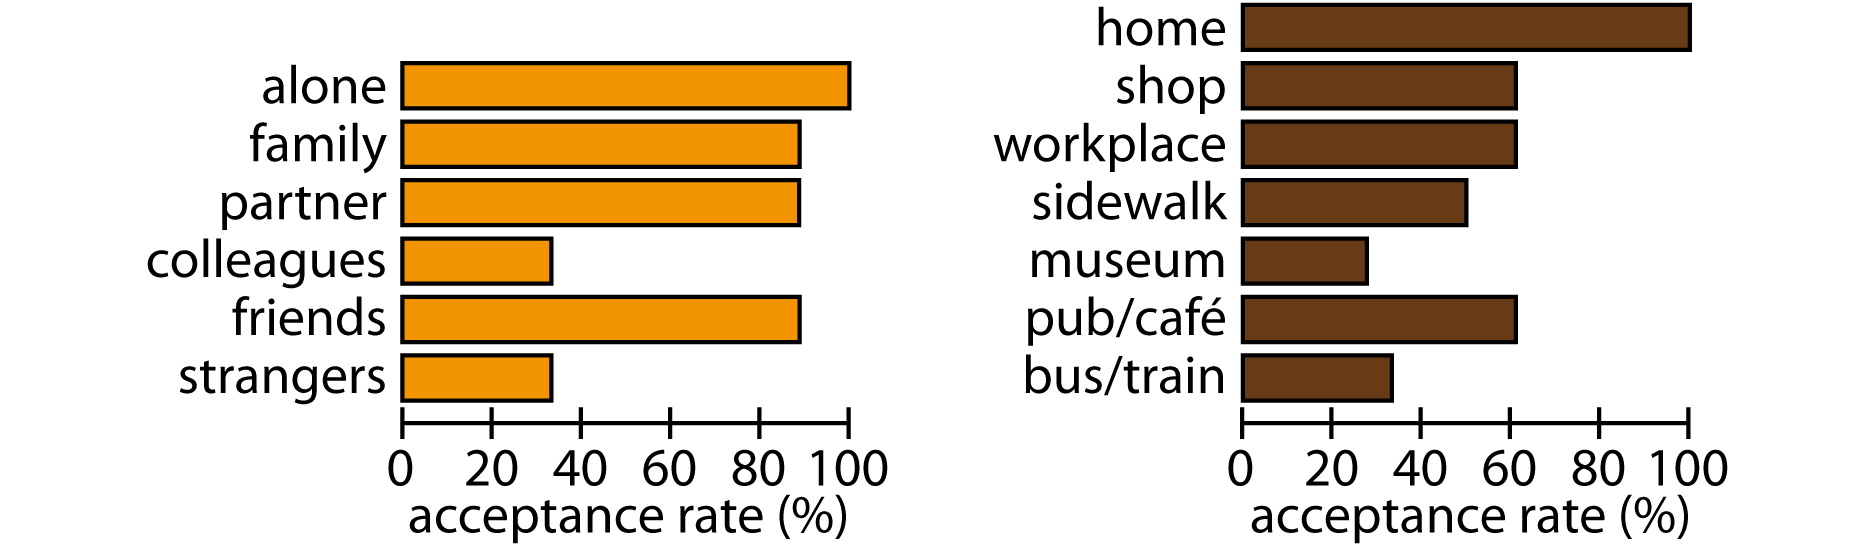 alone
family
partner
colleagues
friends
strangers
0 20 40 60 80 100
acceptance rate (%)
home
shop
workplace
sidewalk
museum
pub/café
bus/train
0 20 40 60 80 100
acceptance rate (%)